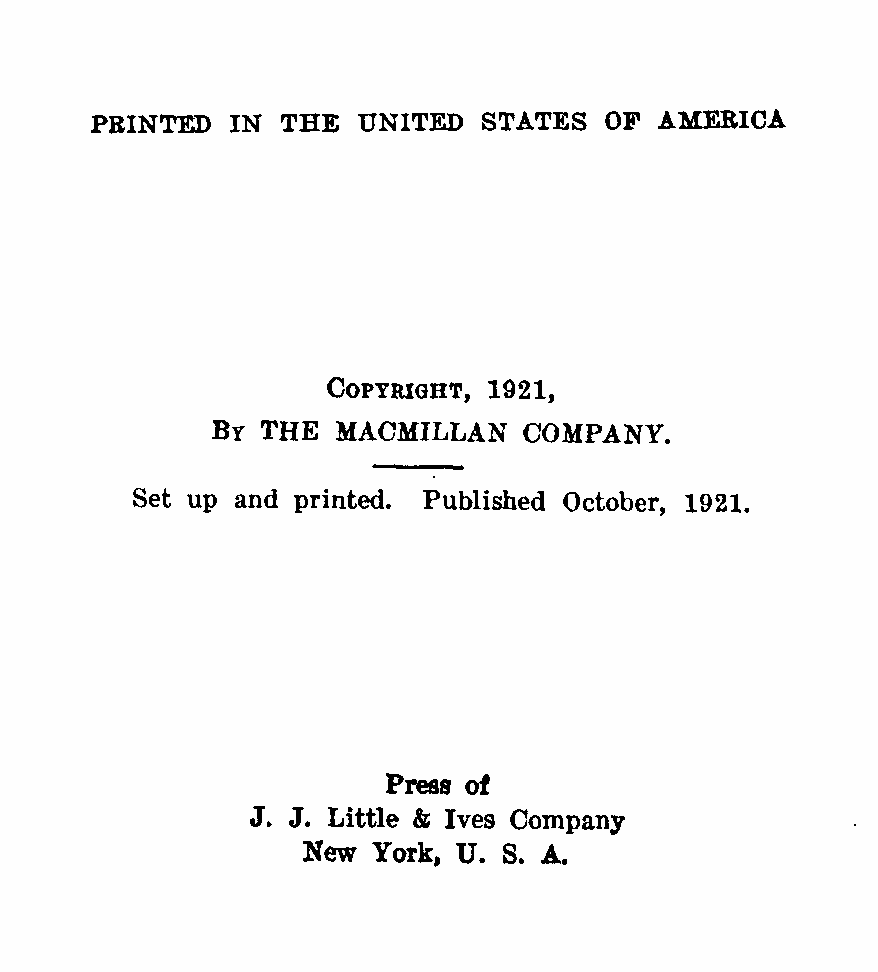 PRINTED IN THE UNITED STATES OF AMERICA
COPYRIGHT, 1921,
BY THE MACMILLAN COMPANY.
Set up and printed. Published October, 1921.
Press of
J. J. Little & Ives Company
New York, U. S. A.